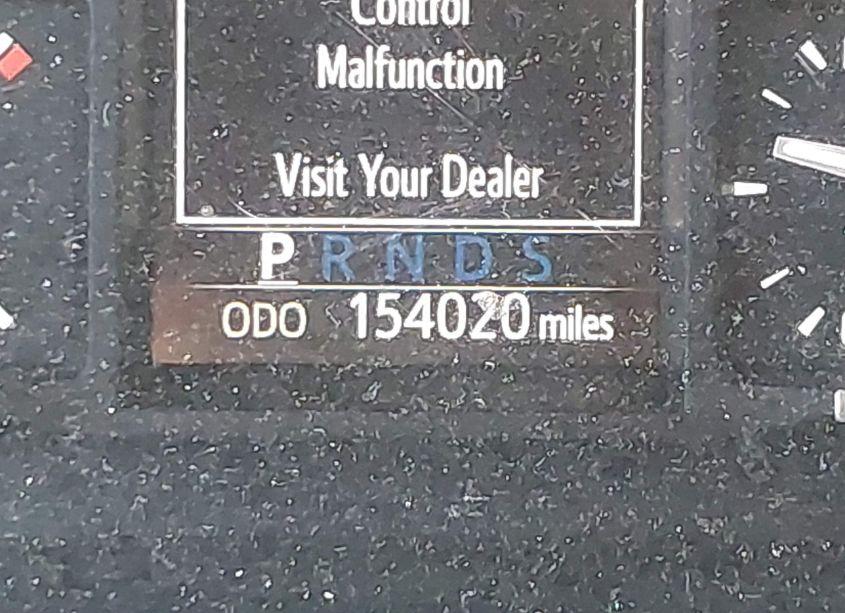 Control
Malfunction
Visit Your Dealer
P R N D S
ODO 154020 miles